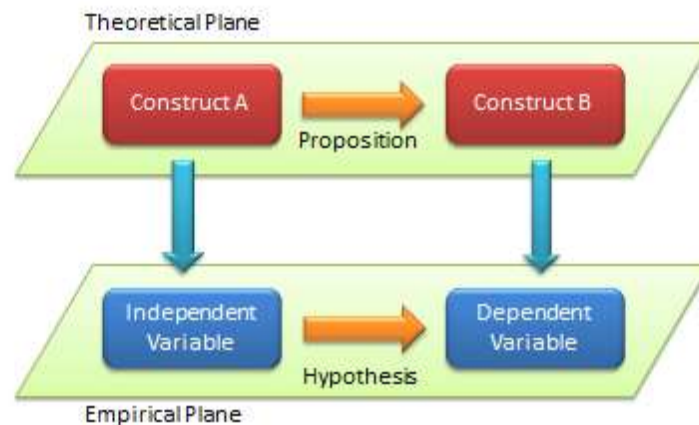 Theoretical Plane
Construct A
Construct B
Proposition
Independent
Variable
Dependent
Variable
Hypothesis
Empirical Plane